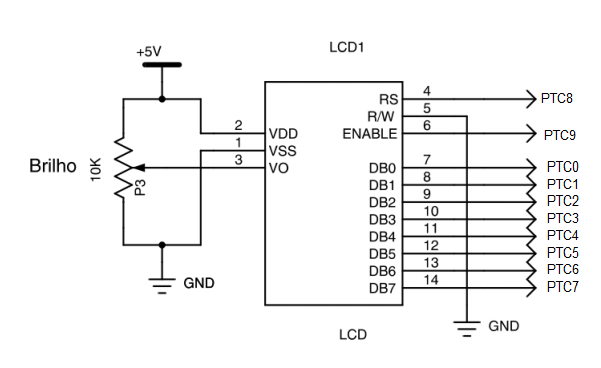 LCD1
+5V
Brilho
10K
P3
GND
2 VDD
1 VSS
3 VO
RS 4 PTC8
R/W 5
ENABLE 6 PTC9
DB0 7 PTC0
DB1 8 PTC1
DB2 9 PTC2
DB3 10 PTC3
DB4 11 PTC4
DB5 12 PTC5
DB6 13 PTC6
DB7 14 PTC7
GND
LCD